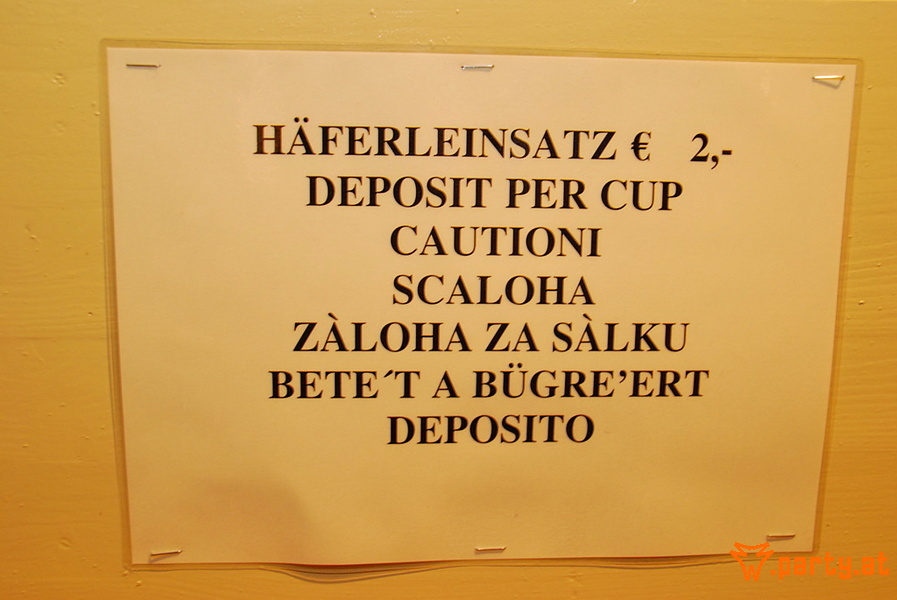 HÄFERLEINSATZ € 2,-
DEPOSIT PER CUP
CAUTIONI
SCALOHA
ZÀLOHA ZA SÀLKU
BETE´T A BÜGRE’ERT
DEPOSITO
party.at